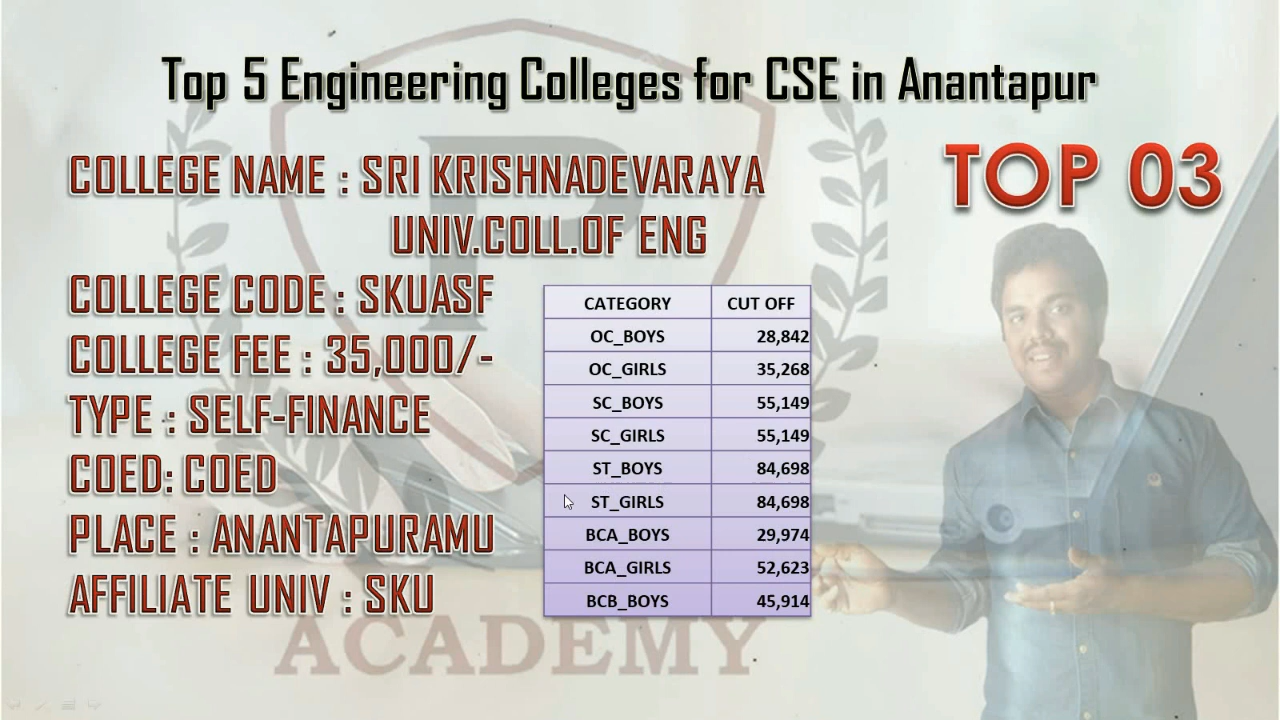 Top 5 Engineering Colleges for CSE in Anantapur
TOP 03
COLLEGE NAME : SRI KRISHNADEVARAYA
UNIV.COLL.OF ENG
COLLEGE CODE : SKUASF
COLLEGE FEE : 35,000/-
TYPE : SELF-FINANCE
COED: COED
PLACE : ANANTAPURAMU
AFFILIATE UNIV : SKU
CATEGORY CUT OFF
OC_BOYS 28,842
OC_GIRLS 35,268
SC_BOYS 55,149
SC_GIRLS 55,149
ST_BOYS 84,698
ST_GIRLS 84,698
BCA_BOYS 29,974
BCA_GIRLS 52,623
BCB_BOYS 45,914
ACADEMY